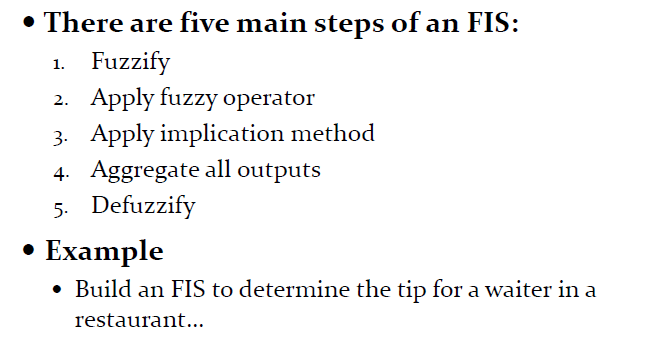 • There are five main steps of an FIS:
1. Fuzzify
2. Apply fuzzy operator
3. Apply implication method
4. Aggregate all outputs
5. Defuzzify
• Example
• Build an FIS to determine the tip for a waiter in a
restaurant…